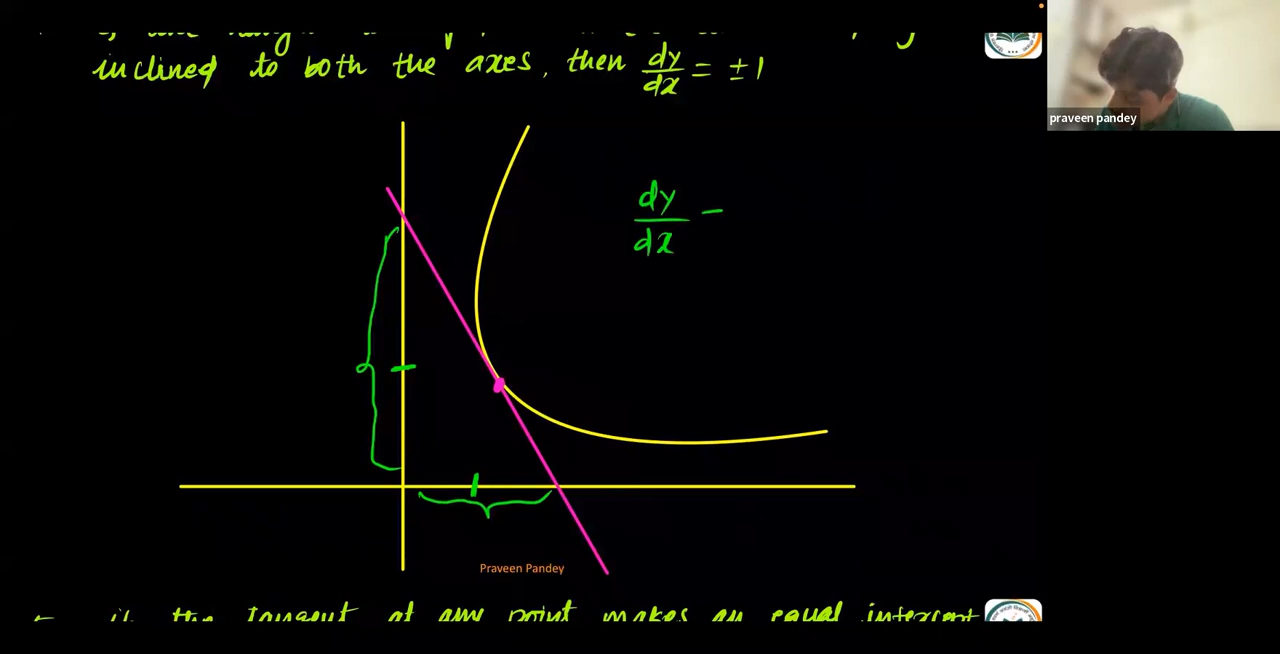 inclined to both the axes, then dy/dx = ±1
praveen pandey
dy/dx -
Praveen Pandey
if the tangent at any point makes an equal intercept